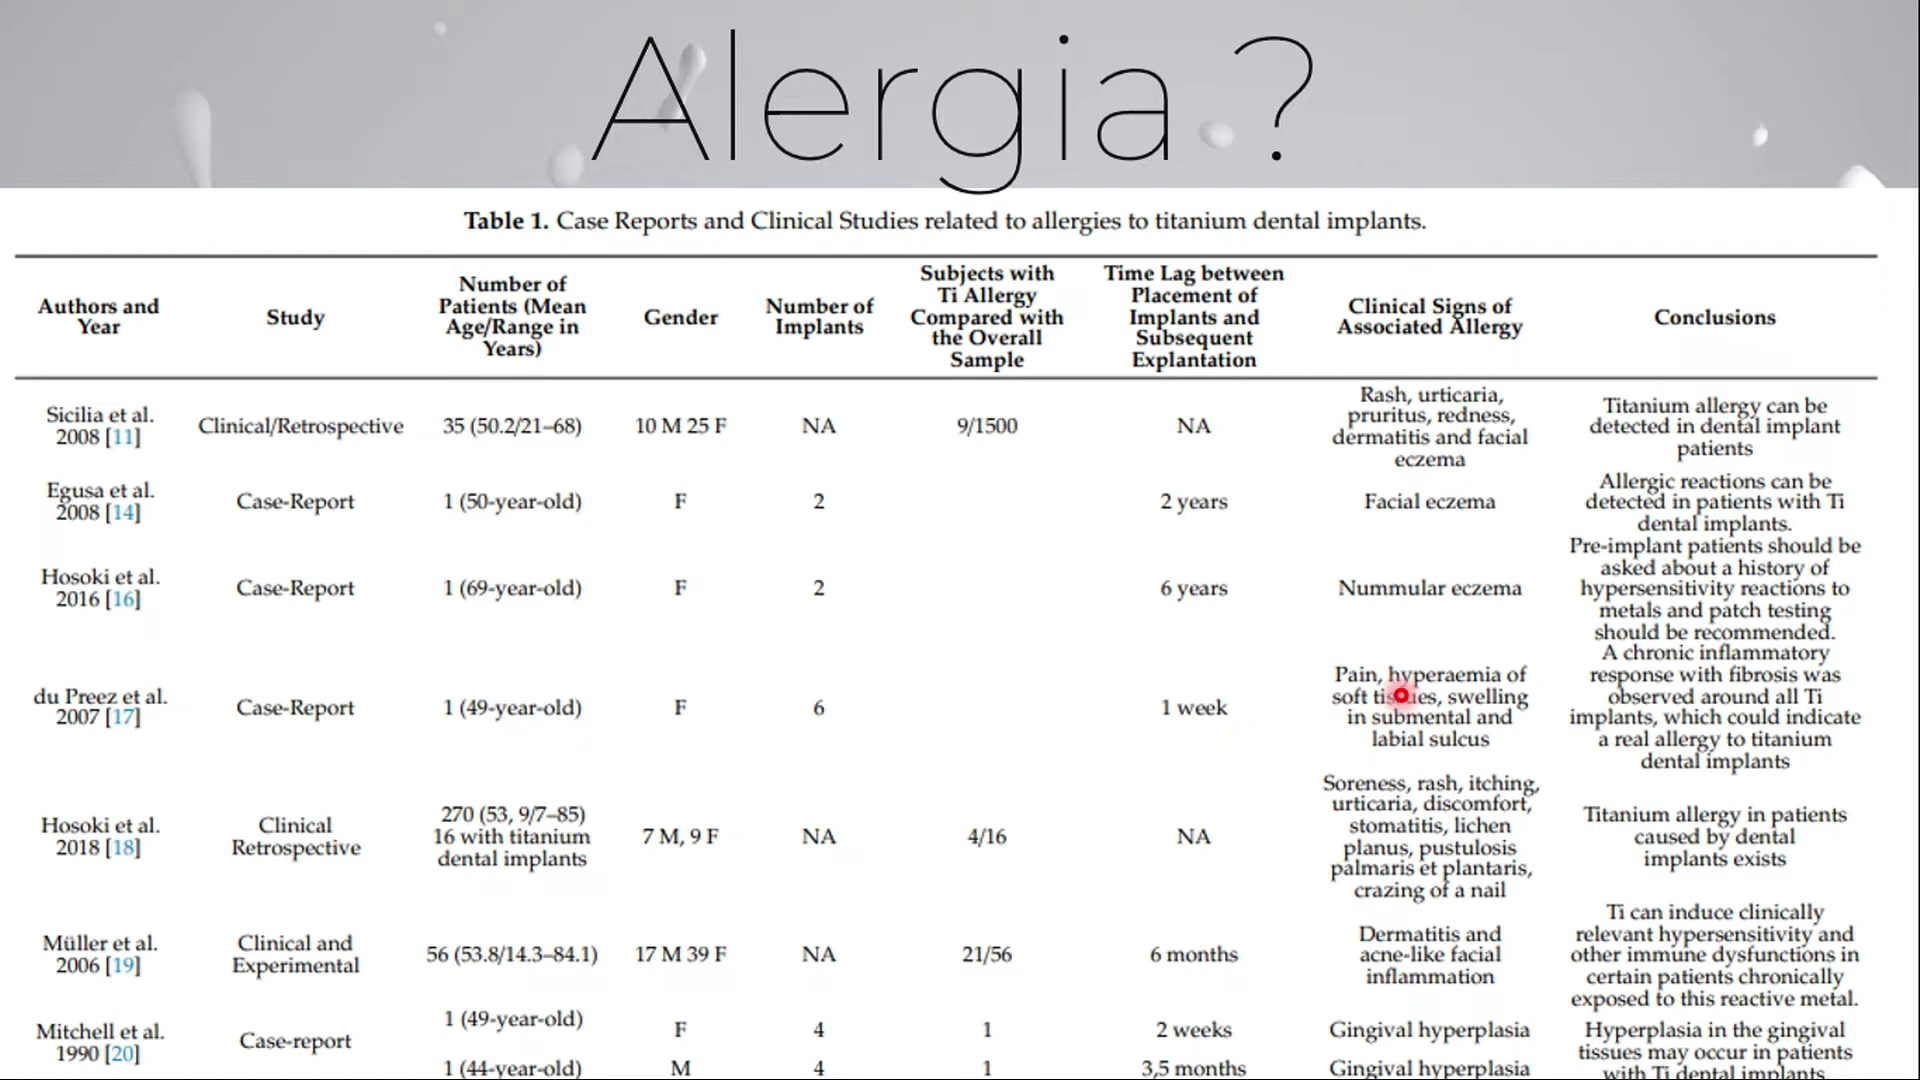 Alergia ?
Table 1. Case Reports and Clinical Studies related to allergies to titanium dental implants.
Authors and
Year
Study
Number of
Patients (Mean
Age/Range in
Years)
Gender
Number of
Implants
Subjects with
Ti Allergy
Compared with
the Overall
Sample
Time Lag between
Placement of
Implants and
Subsequent
Explantation
Clinical Signs of
Associated Allergy
Conclusions
Sicilia et al.
2008 [11]
Clinical/Retrospective
35 (50.2/21–68)
10 M 25 F
NA
9/1500
NA
Rash, urticaria,
pruritus, redness,
dermatitis and facial
eczema
Titanium allergy can be
detected in dental implant
patients
Egusa et al.
2008 [14]
Case-Report
1 (50-year-old)
F
2
2 years
Facial eczema
Allergic reactions can be
detected in patients with Ti
dental implants.
Hosoki et al.
2016 [16]
Case-Report
1 (69-year-old)
F
2
6 years
Nummular eczema
Pre-implant patients should be
asked about a history of
hypersensitivity reactions to
metals and patch testing
should be recommended.
du Preez et al.
2007 [17]
Case-Report
1 (49-year-old)
F
6
1 week
Pain, hyperaemia of
soft tissues, swelling
in submental and
labial sulcus
A chronic inflammatory
response with fibrosis was
observed around all Ti
implants, which could indicate
a real allergy to titanium
dental implants
Hosoki et al.
2018 [18]
Clinical
Retrospective
270 (53, 9/7–85)
16 with titanium
dental implants
7 M, 9 F
NA
4/16
NA
Soreness, rash, itching,
urticaria, discomfort,
stomatitis, lichen
planus, pustulosis
palmaris et plantaris,
crazing of a nail
Titanium allergy in patients
caused by dental
implants exists
Müller et al.
2006 [19]
Clinical and
Experimental
56 (53.8/14.3–84.1)
17 M 39 F
NA
21/56
6 months
Dermatitis and
acne-like facial
inflammation
Ti can induce clinically
relevant hypersensitivity and
other immune dysfunctions in
certain patients chronically
exposed to this reactive metal.
Mitchell et al.
1990 [20]
Case-report
1 (49-year-old)
F
4
1
2 weeks
Gingival hyperplasia
1 (44-year-old)
M
4
1
3,5 months
Gingival hyperplasia
Hyperplasia in the gingival
tissues may occur in patients
with Ti dental implants